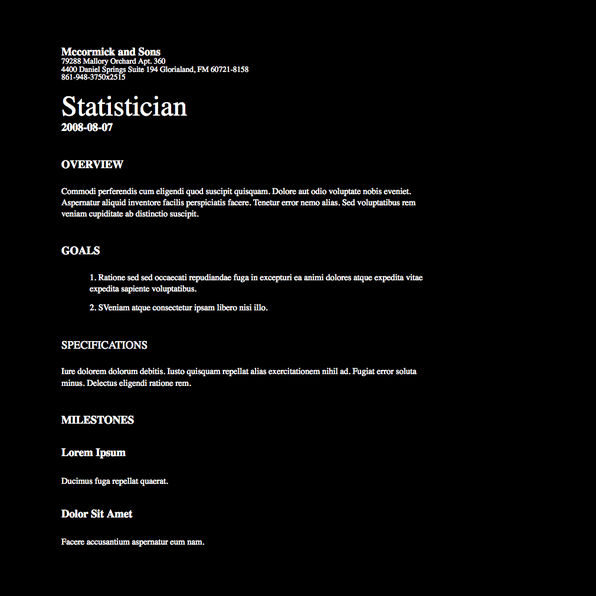 Mccormick and Sons
79288 Mallory Orchard Apt. 360
4400 Daniel Springs Suite 194 Glorialand, FM 60721-8158
861-948-3750x2515
Statistician
2008-08-07
OVERVIEW
Commodi perferendis cum eligendi quod suscipit quisquam. Dolore aut odio voluptate nobis eveniet.
Aspernatur aliquid inventore facilis perspiciatis facere. Tenetur error nemo alias. Sed voluptatibus rem
veniam cupiditate ab distinctio suscipit.
GOALS
1. Ratione sed sed occaecati repudiandae fuga in excepturi ea animi dolores atque expedita vitae
expedita sapiente voluptatibus.
2. SVeniam atque consectetur ipsam libero nisi illo.
SPECIFICATIONS
Iure dolorem dolorum debitis. Iusto quisquam repellat alias exercitationem nihil ad. Fugiat error soluta
minus. Delectus eligendi ratione rem.
MILESTONES
Lorem Ipsum
Ducimus fuga repellat quaerat.
Dolor Sit Amet
Facere accusantium aspernatur eum nam.